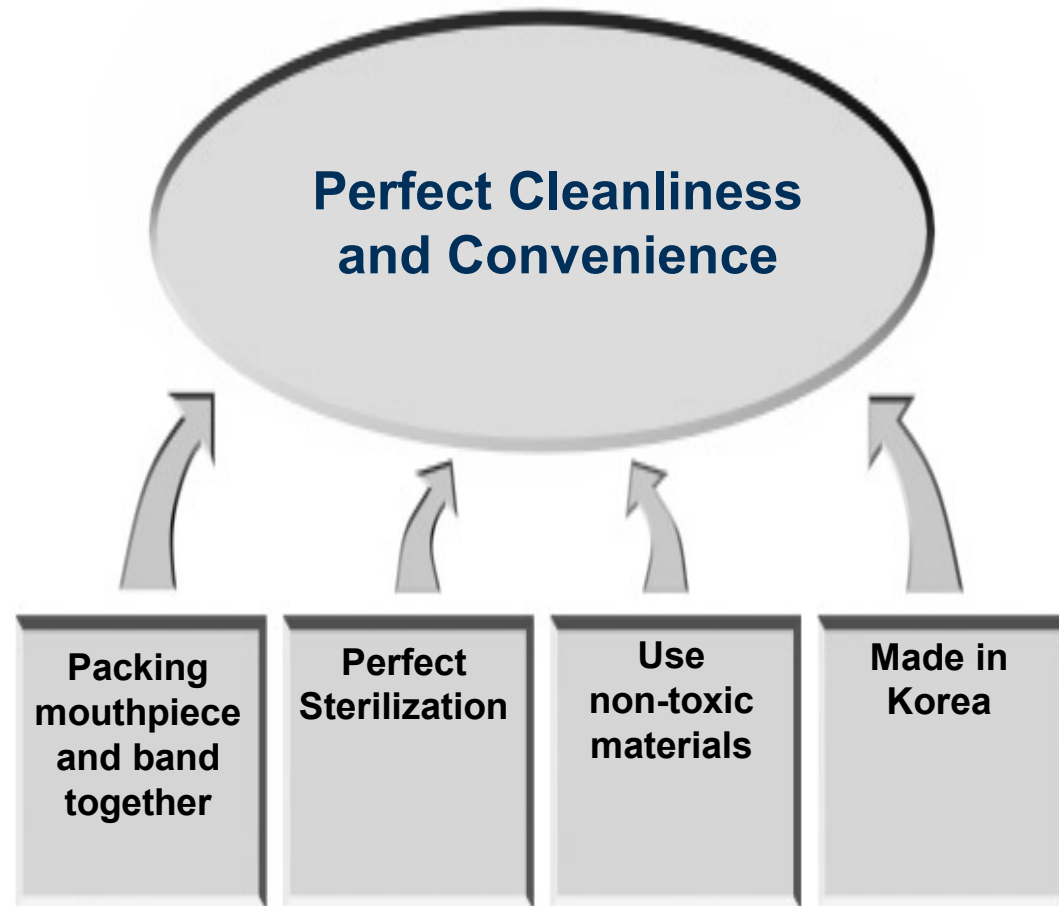 Perfect Cleanliness
and Convenience
Packing
mouthpiece
and band
together
Perfect
Sterilization
Use
non-toxic
materials
Made in
Korea